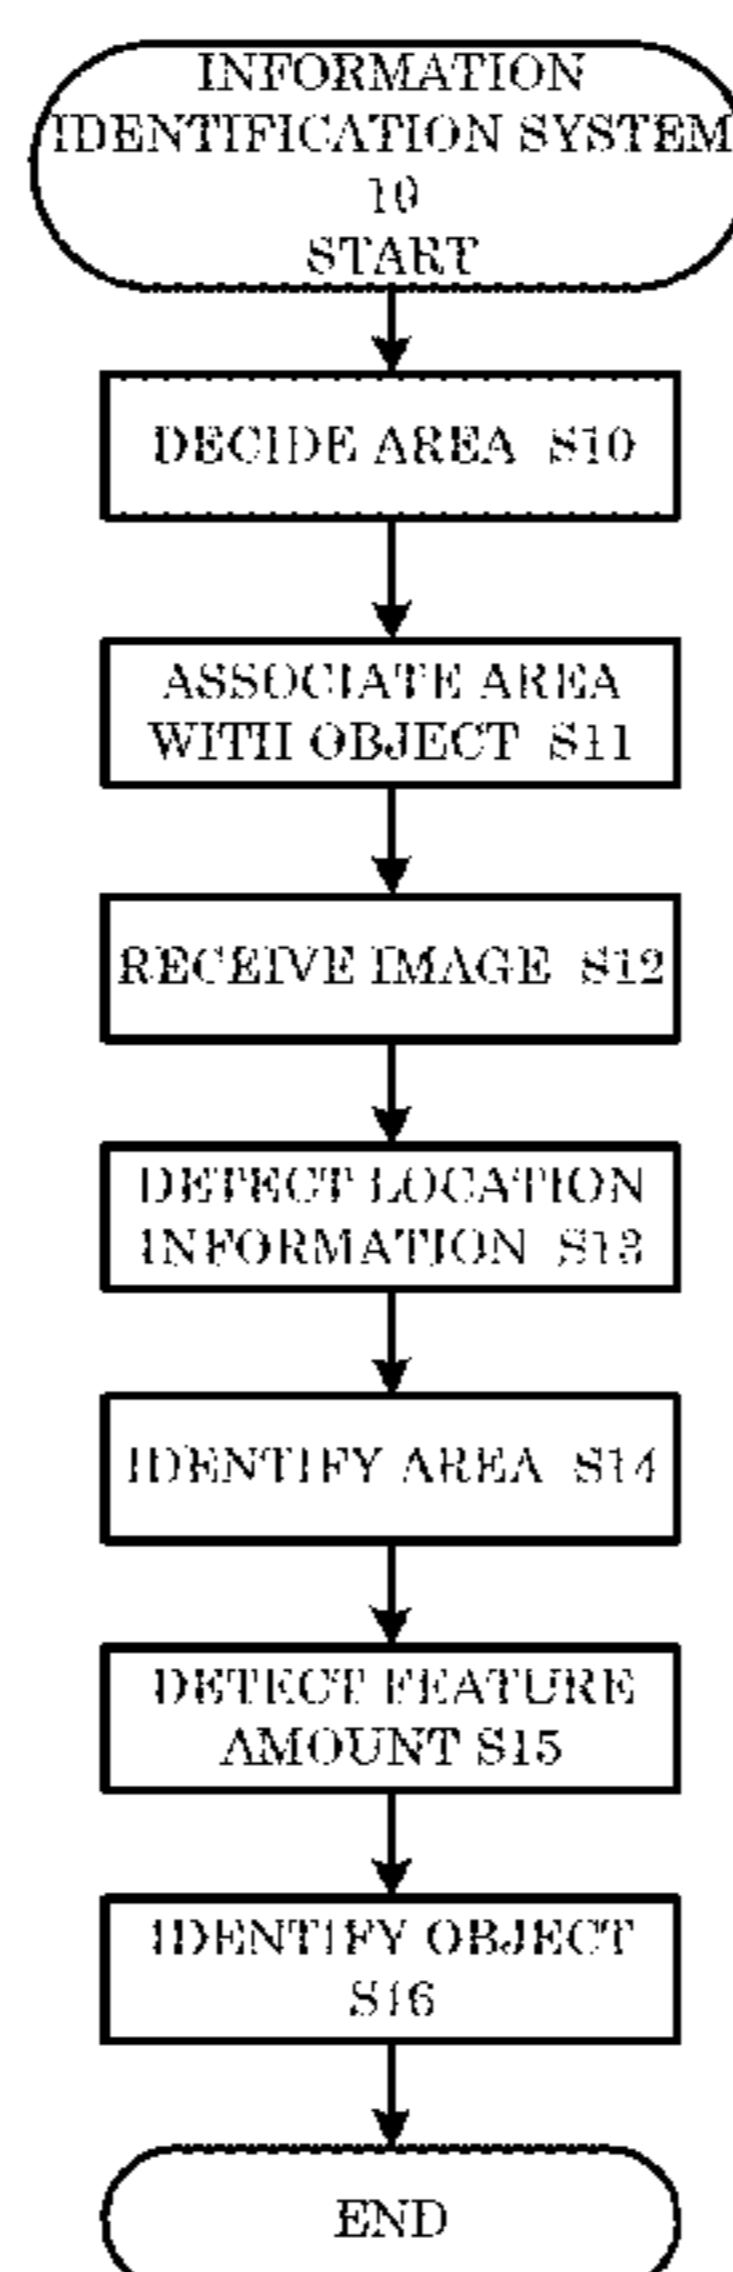 INFORMATION
IDENTIFICATION SYSTEM
10
START
DECIDE AREA S10
ASSOCIATE AREA
WITH OBJECT S11
RECEIVE IMAGE S12
DETECT LOCATION
INFORMATION S13
IDENTIFY AREA S14
DETECT FEATURE
AMOUNT S15
IDENTIFY OBJECT
S16
END